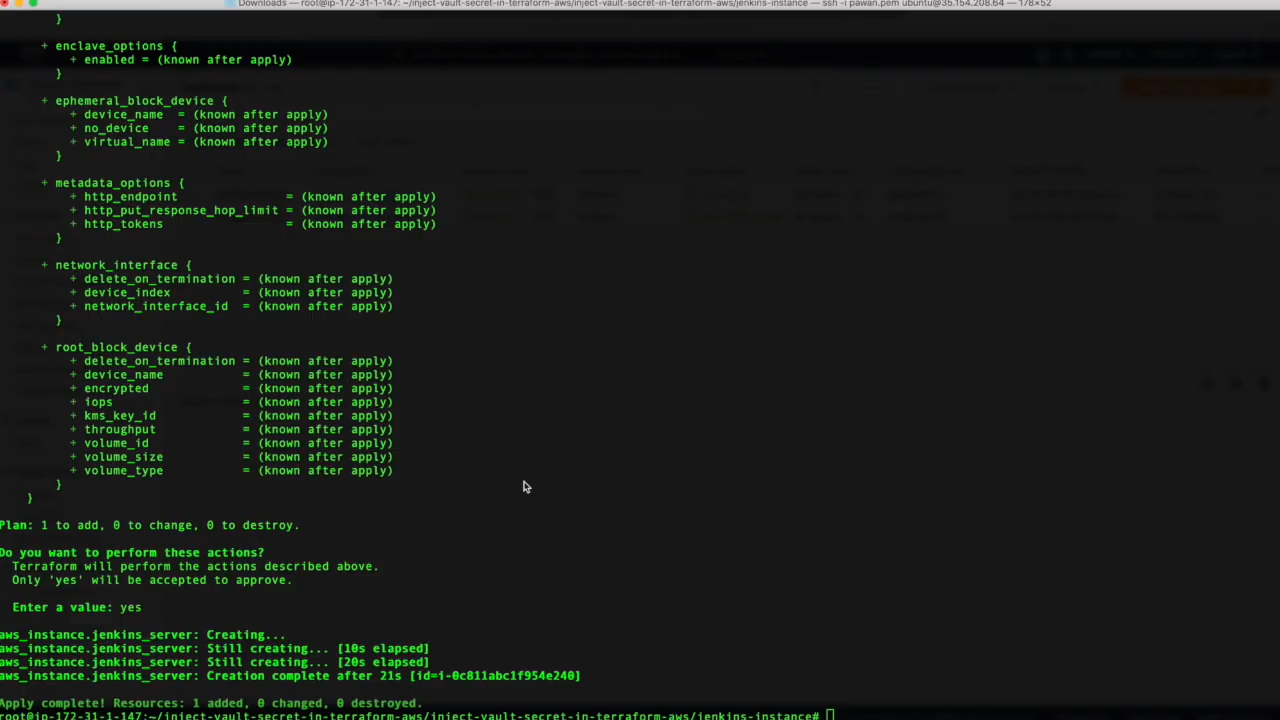 Downloads — root@ip-172-31-1-147: ~/inject-vault-secret-in-terraform-aws/inject-vault-secret-in-terraform-aws/jenkins-instance — ssh -i pawan.pem ubuntu@35.154.208.64 — 178×52
}
+ enclave_options {
+ enabled = (known after apply)
}
+ ephemeral_block_device {
+ device_name  = (known after apply)
+ no_device    = (known after apply)
+ virtual_name = (known after apply)
}
+ metadata_options {
+ http_endpoint               = (known after apply)
+ http_put_response_hop_limit = (known after apply)
+ http_tokens                 = (known after apply)
}
+ network_interface {
+ delete_on_termination = (known after apply)
+ device_index          = (known after apply)
+ network_interface_id  = (known after apply)
}
+ root_block_device {
+ delete_on_termination = (known after apply)
+ device_name           = (known after apply)
+ encrypted             = (known after apply)
+ iops                  = (known after apply)
+ kms_key_id            = (known after apply)
+ throughput            = (known after apply)
+ volume_id             = (known after apply)
+ volume_size           = (known after apply)
+ volume_type           = (known after apply)
}
}
Plan: 1 to add, 0 to change, 0 to destroy.
Do you want to perform these actions?
Terraform will perform the actions described above.
Only 'yes' will be accepted to approve.
Enter a value: yes
aws_instance.jenkins_server: Creating...
aws_instance.jenkins_server: Still creating... [10s elapsed]
aws_instance.jenkins_server: Still creating... [20s elapsed]
aws_instance.jenkins_server: Creation complete after 21s [id=i-0c811abc1f954e240]
Apply complete! Resources: 1 added, 0 changed, 0 destroyed.
root@ip-172-31-1-147:~/inject-vault-secret-in-terraform-aws/inject-vault-secret-in-terraform-aws/jenkins-instance#